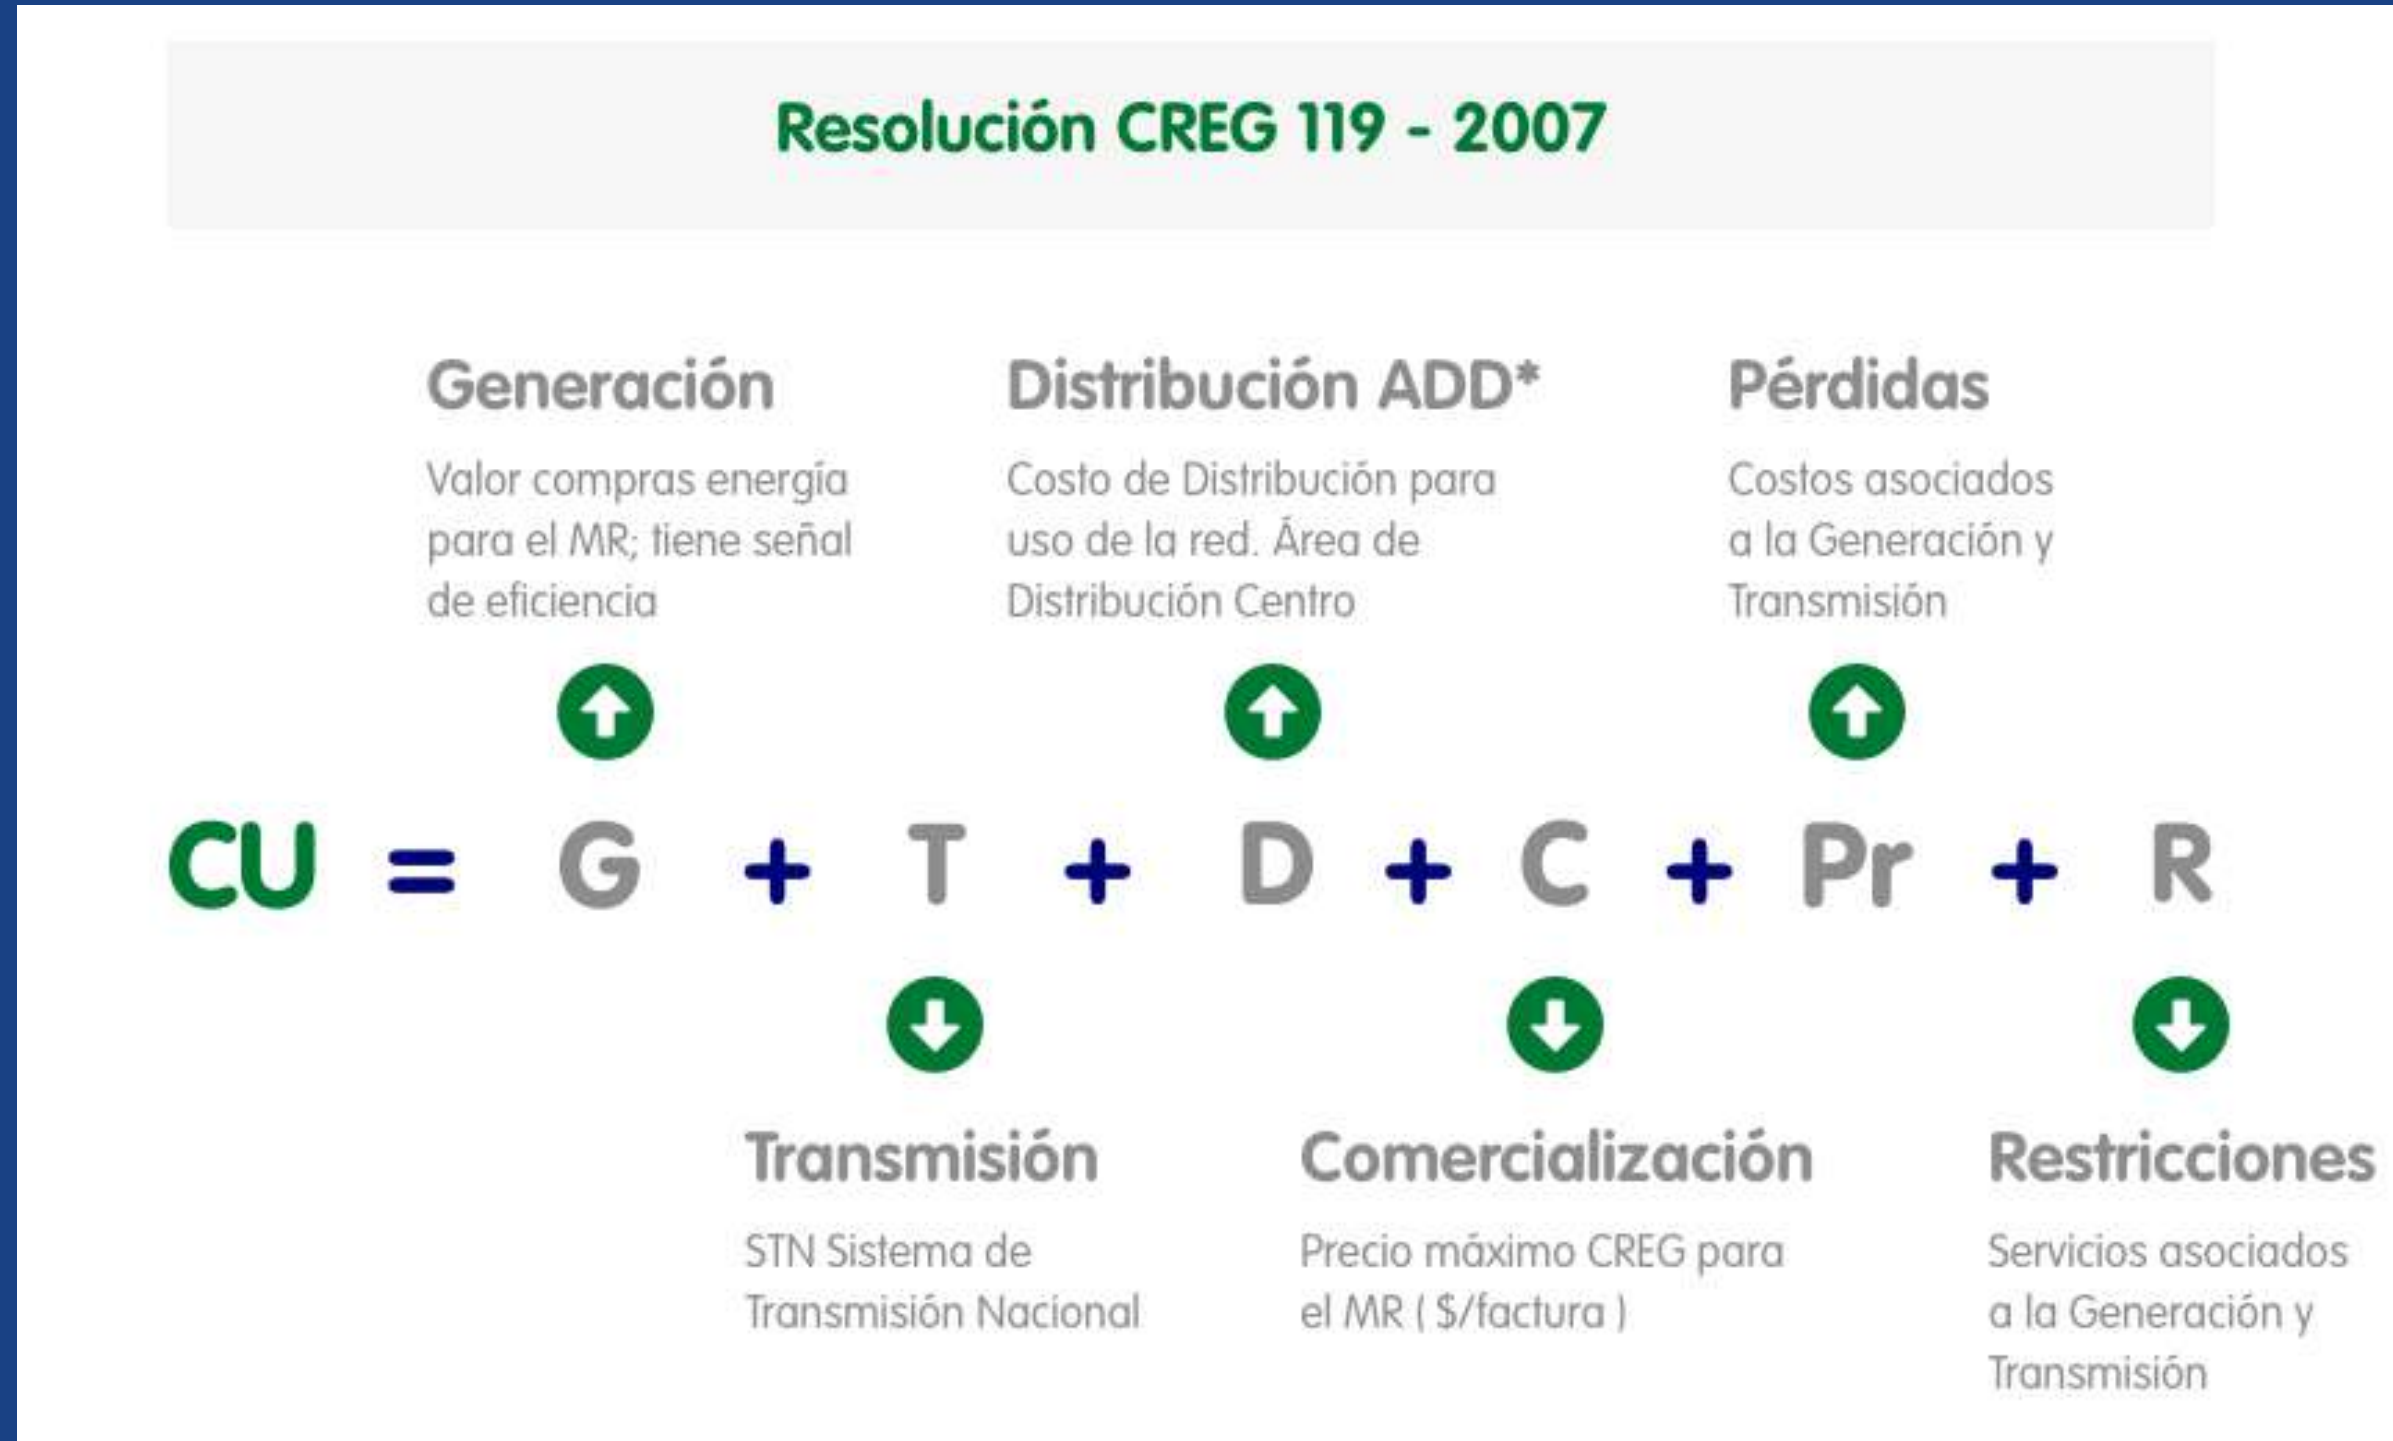 Resolución CREG 119 - 2007
Generación
Valor compras energía
para el MR; tiene señal
de eficiencia
Distribución ADD*
Costo de Distribución para
uso de la red. Área de
Distribución Centro
Pérdidas
Costos asociados
a la Generación y
Transmisión
CU = G + T + D + C + Pr + R
Transmisión
STN Sistema de
Transmisión Nacional
Comercialización
Precio máximo CREG para
el MR ( $/factura )
Restricciones
Servicios asociados
a la Generación y
Transmisión